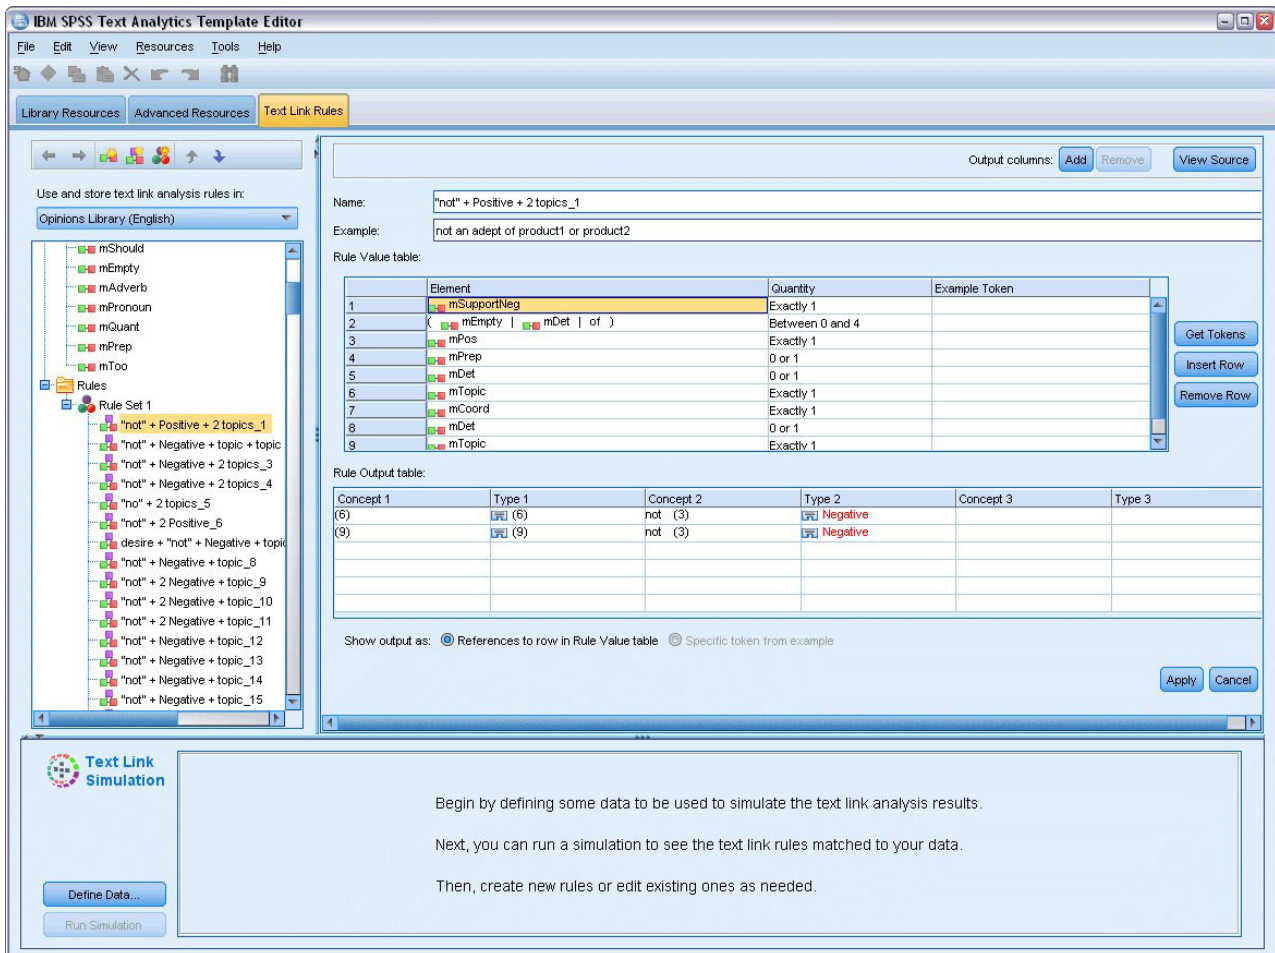 IBM SPSS Text Analytics Template Editor
File Edit View Resources Tools Help
Library Resources Advanced Resources Text Link Rules
Use and store text link analysis rules in:
Opinions Library (English)
mShould
mEmpty
mAdverb
mPronoun
mQuant
mPrep
mToo
Rules
Rule Set 1
"not" + Positive + 2 topics_1
"not" + Negative + topic + topic
"not" + Negative + 2 topics_3
"not" + Negative + 2 topics_4
"no" + 2 topics_5
"not" + 2 Positive_6
desire + "not" + Negative + topic
"not" + Negative + topic_8
"not" + 2 Negative + topic_9
"not" + 2 Negative + topic_10
"not" + 2 Negative + topic_11
"not" + Negative + topic_12
"not" + Negative + topic_13
"not" + Negative + topic_14
"not" + Negative + topic_15
Output columns: Add Remove View Source
Name: "not" + Positive + 2 topics_1
Example: not an adept of product1 or product2
Rule Value table:
Element Quantity Example Token
1 mSupportNeg Exactly 1
2 ( mEmpty | mDet | of ) Between 0 and 4
3 mPos Exactly 1
4 mPrep 0 or 1
5 mDet 0 or 1
6 mTopic Exactly 1
7 mCoord Exactly 1
8 mDet 0 or 1
9 mTopic Exactly 1
Get Tokens
Insert Row
Remove Row
Rule Output table:
Concept 1 Type 1 Concept 2 Type 2 Concept 3 Type 3
(6) (6) not (3) Negative
(9) (9) not (3) Negative
Show output as: References to row in Rule Value table Specific token from example
Apply Cancel
Text Link
Simulation
Define Data...
Run Simulation
Begin by defining some data to be used to simulate the text link analysis results.
Next, you can run a simulation to see the text link rules matched to your data.
Then, create new rules or edit existing ones as needed.